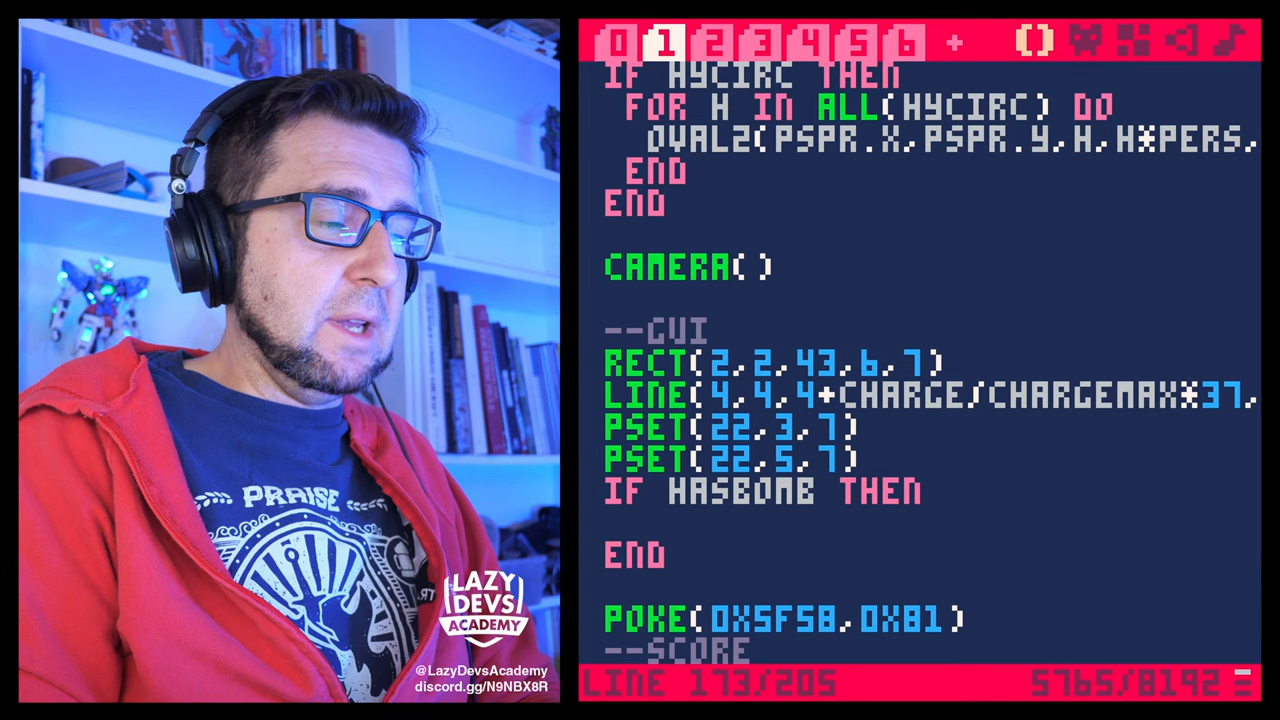 PRAISE
LAZY
DEVS
ACADEMY
@LazyDevsAcademy
discord.gg/N9NBX8R
0 1 2 3 4 5 6 + ()
IF HYCIRC THEN
FOR H IN ALL(HYCIRC) DO
OVAL2(PSPR.X,PSPR.Y,H,H*PERS,
END
END
CAMERA()
--GUI
RECT(2,2,43,6,7)
LINE(4,4,4+CHARGE/CHARGEMAX*37,
PSET(22,3,7)
PSET(22,5,7)
IF HASBOMB THEN
END
POKE(0X5F58,0X81)
--SCORE
LINE 173/205
5765/8192